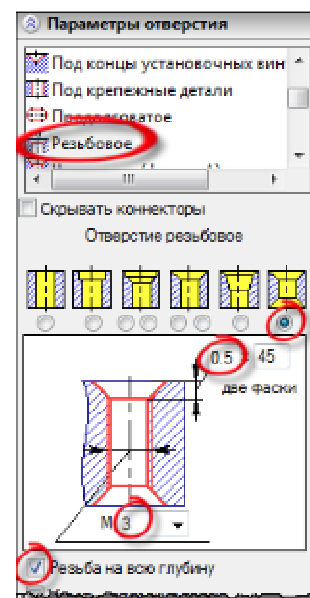 Параметры отверстия
Под концы установочных вин
Под крепежные детали
Продолговатое
Резьбовое
Скрывать коннекторы
Отверстие резьбовое
0.5 45
две фаски
M 3
Резьба на всю глубину